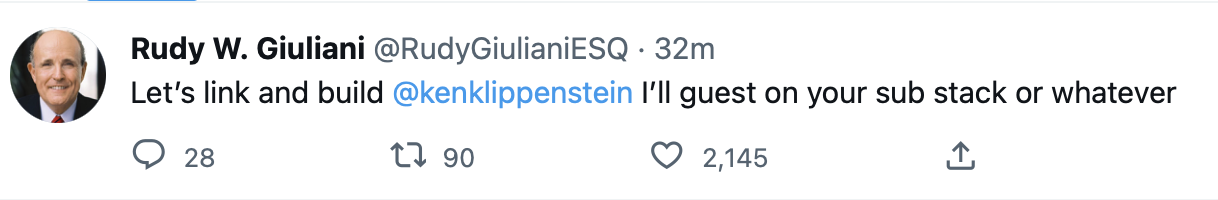 Rudy W. Giuliani @RudyGiulianiESQ · 32m
Let’s link and build @kenklippenstein I’ll guest on your sub stack or whatever
28 90 2,145